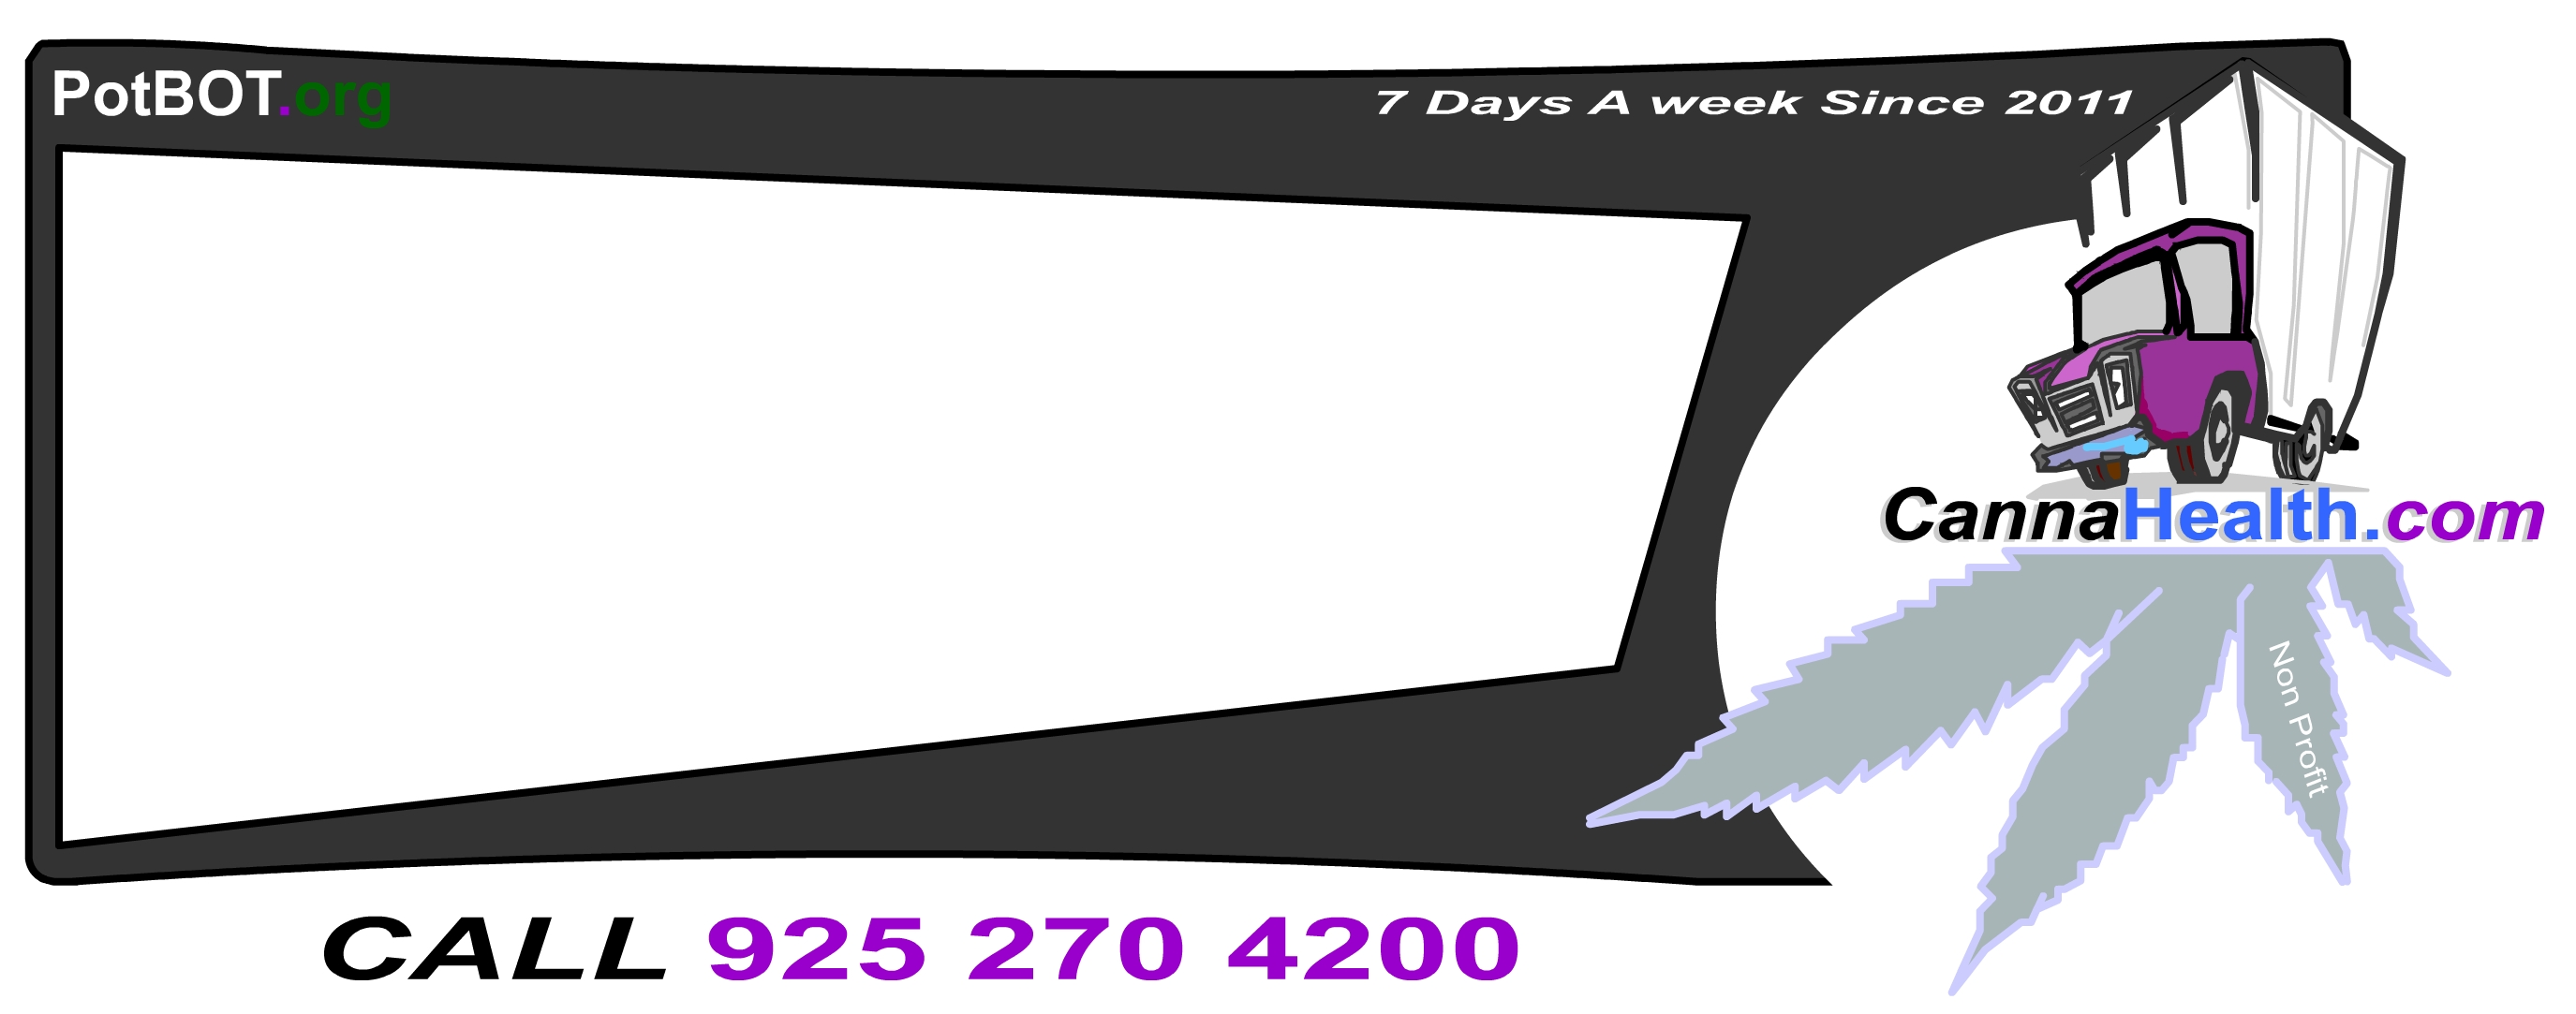 PotBOT.org
7 Days A week Since 2011
CannaHealth.com
Non Profit
CALL 925 270 4200